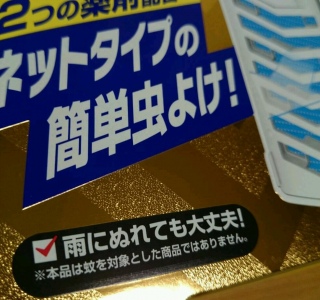 2つの薬剤配合
ネットタイプの
簡単虫よけ!
雨にぬれても大丈夫!
※本品は蚊を対象とした商品ではありません。